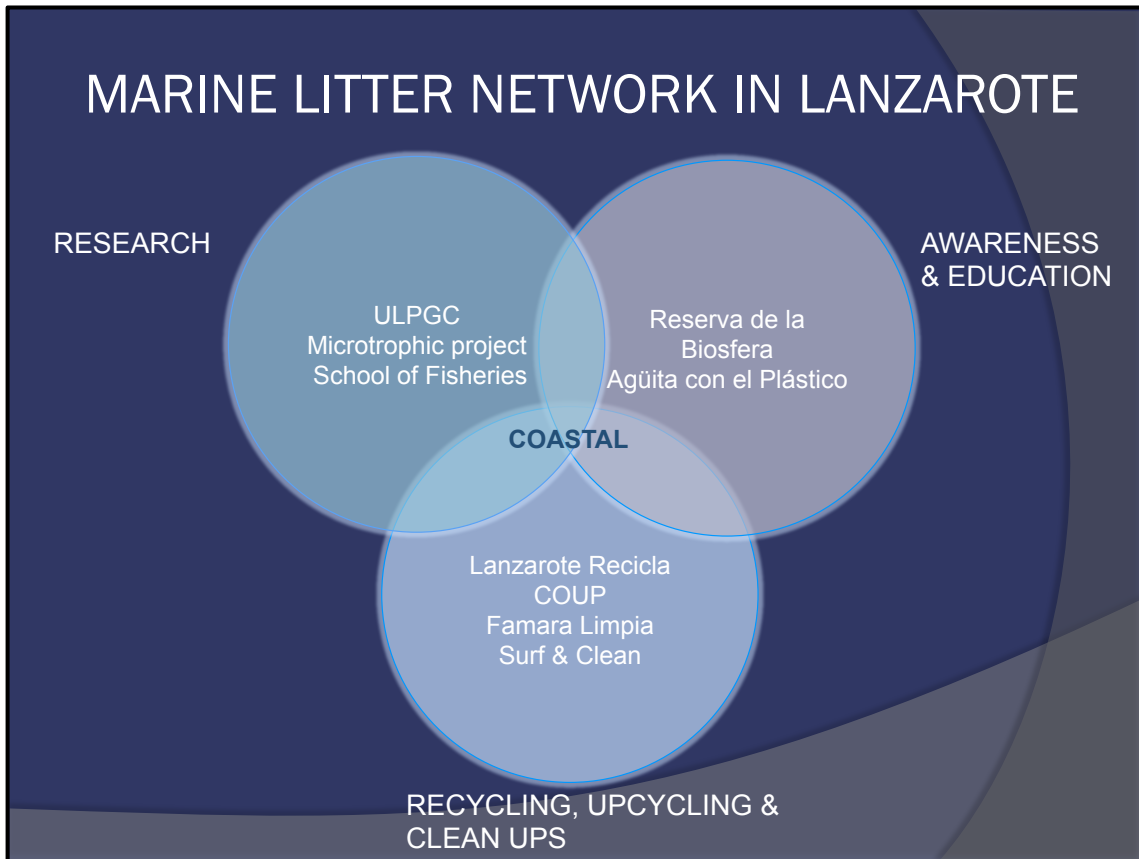 MARINE LITTER NETWORK IN LANZAROTE
RESEARCH
ULPGC
Microtrophic project
School of Fisheries
Reserva de la
Biosfera
Agüita con el Plástico
AWARENESS
& EDUCATION
COASTAL
Lanzarote Recicla
COUP
Famara Limpia
Surf & Clean
RECYCLING, UPCYCLING &
CLEAN UPS